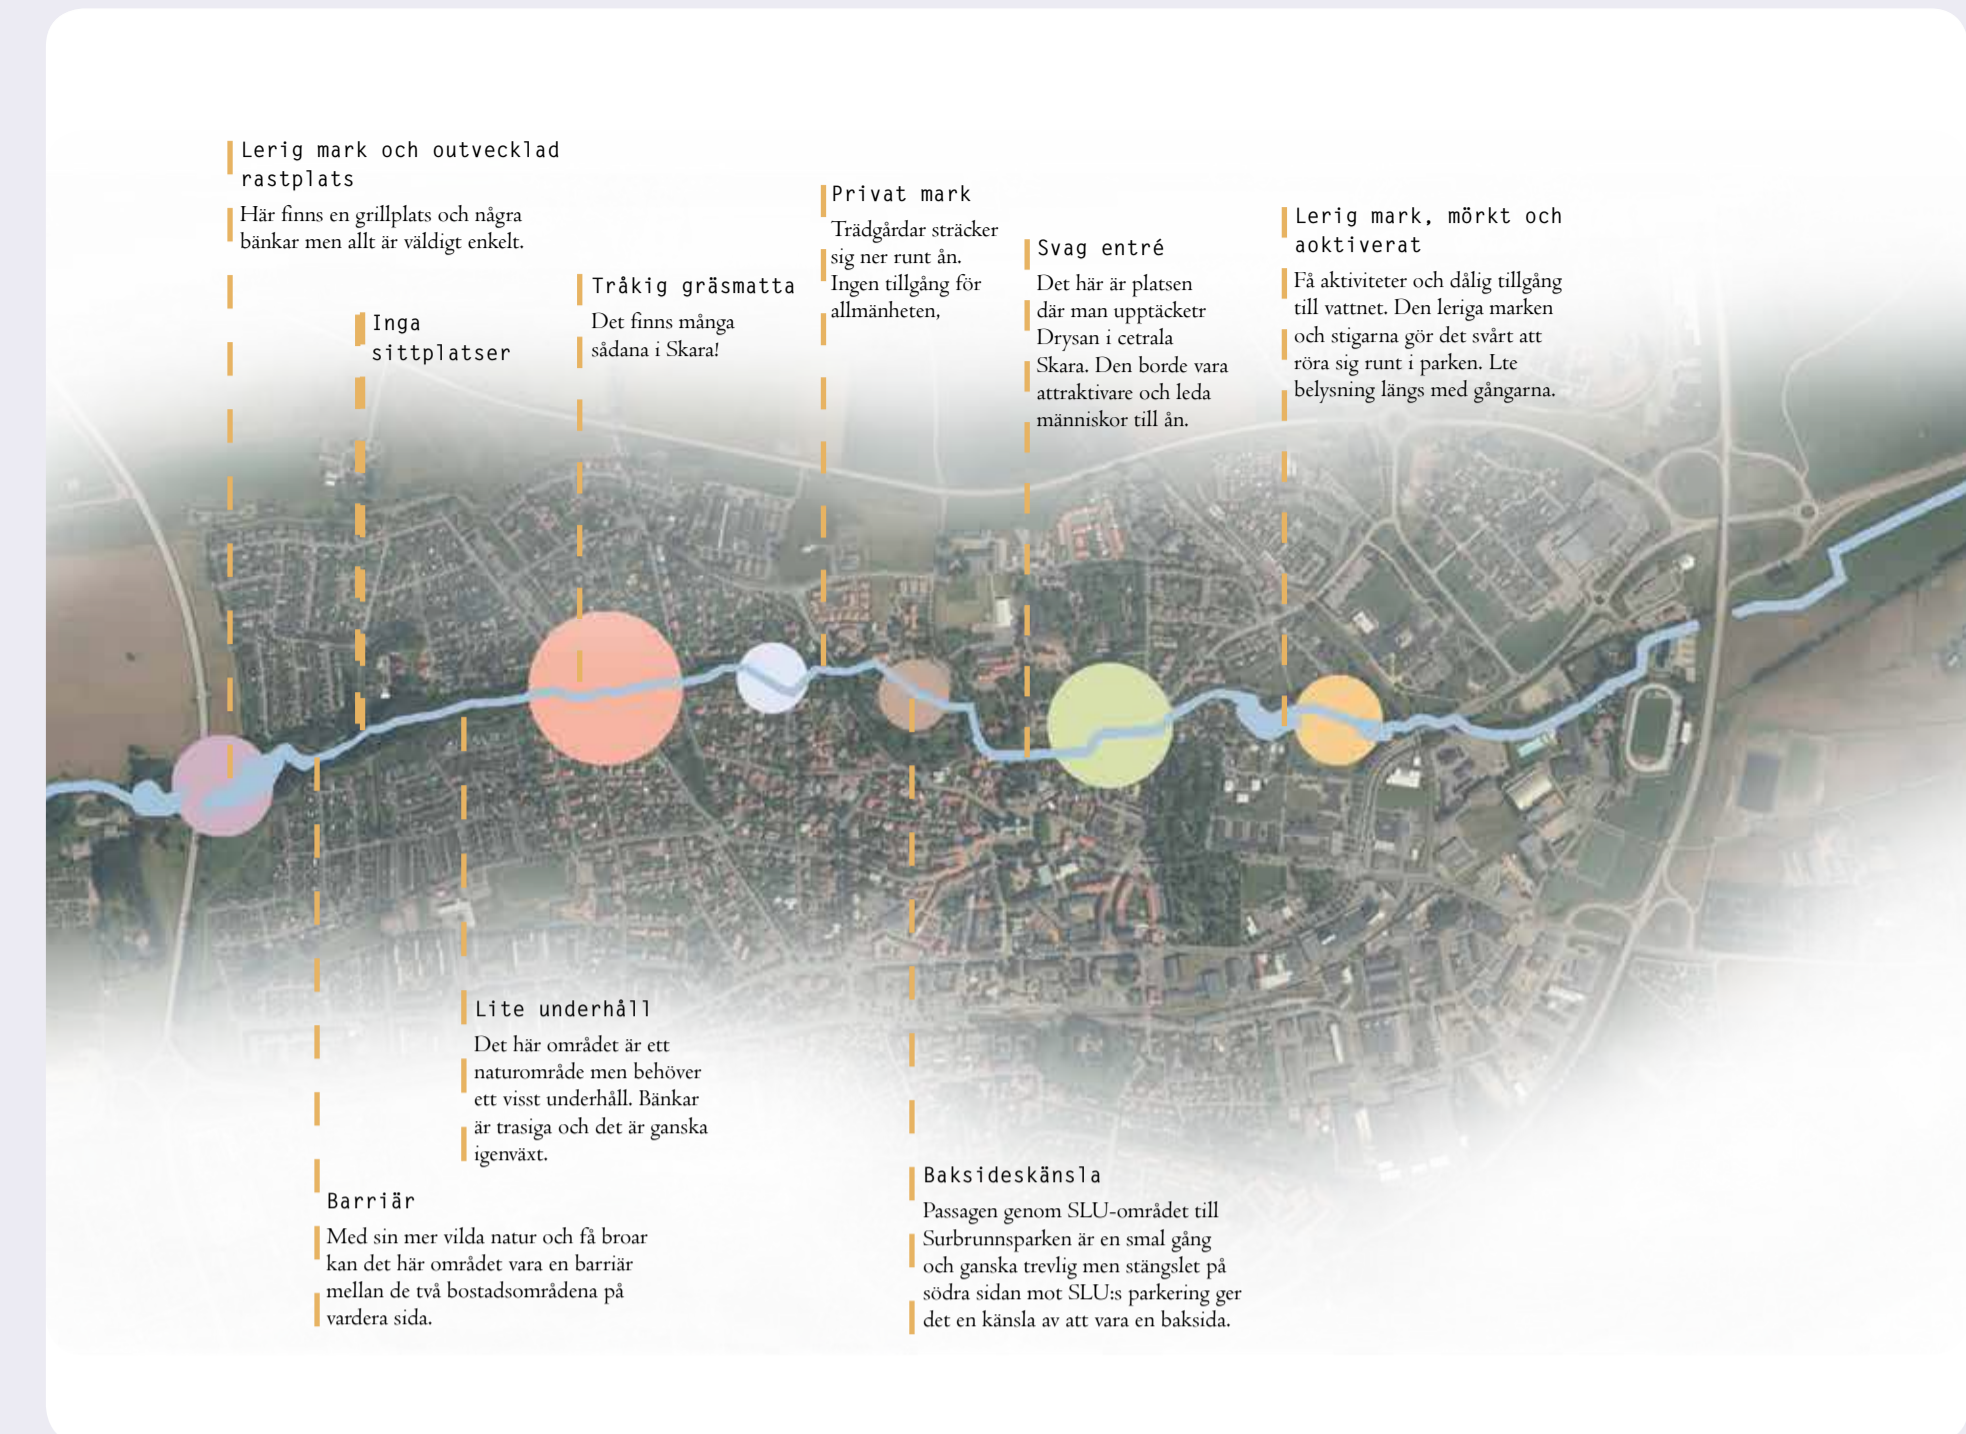 Lerig mark och outvecklad
rastplats
Här finns en grillplats och några
bänkar men allt är väldigt enkelt.
Inga
sittplatser
Tråkig gräsmatta
Det finns många
sådana i Skara!
Privat mark
Trädgårdar sträcker
sig ner runt ån.
Ingen tillgång för
allmänheten,
Svag entré
Det här är platsen
där man upptäcketr
Drysan i cetrala
Skara. Den borde vara
attraktivare och leda
människor till ån.
Lerig mark, mörkt och
aoktiverat
Få aktiviteter och dålig tillgång
till vattnet. Den leriga marken
och stigarna gör det svårt att
röra sig runt i parken. Lte
belysning längs med gångarna.
Lite underhåll
Det här området är ett
naturområde men behöver
ett visst underhåll. Bänkar
är trasiga och det är ganska
igenväxt.
Barriär
Med sin mer vilda natur och få broar
kan det här området vara en barriär
mellan de två bostadsområdena på
vardera sida.
Baksideskänsla
Passagen genom SLU-området till
Surbrunnsparken är en smal gång
och ganska trevlig men stängslet på
södra sidan mot SLU:s parkering ger
det en känsla av att vara en baksida.